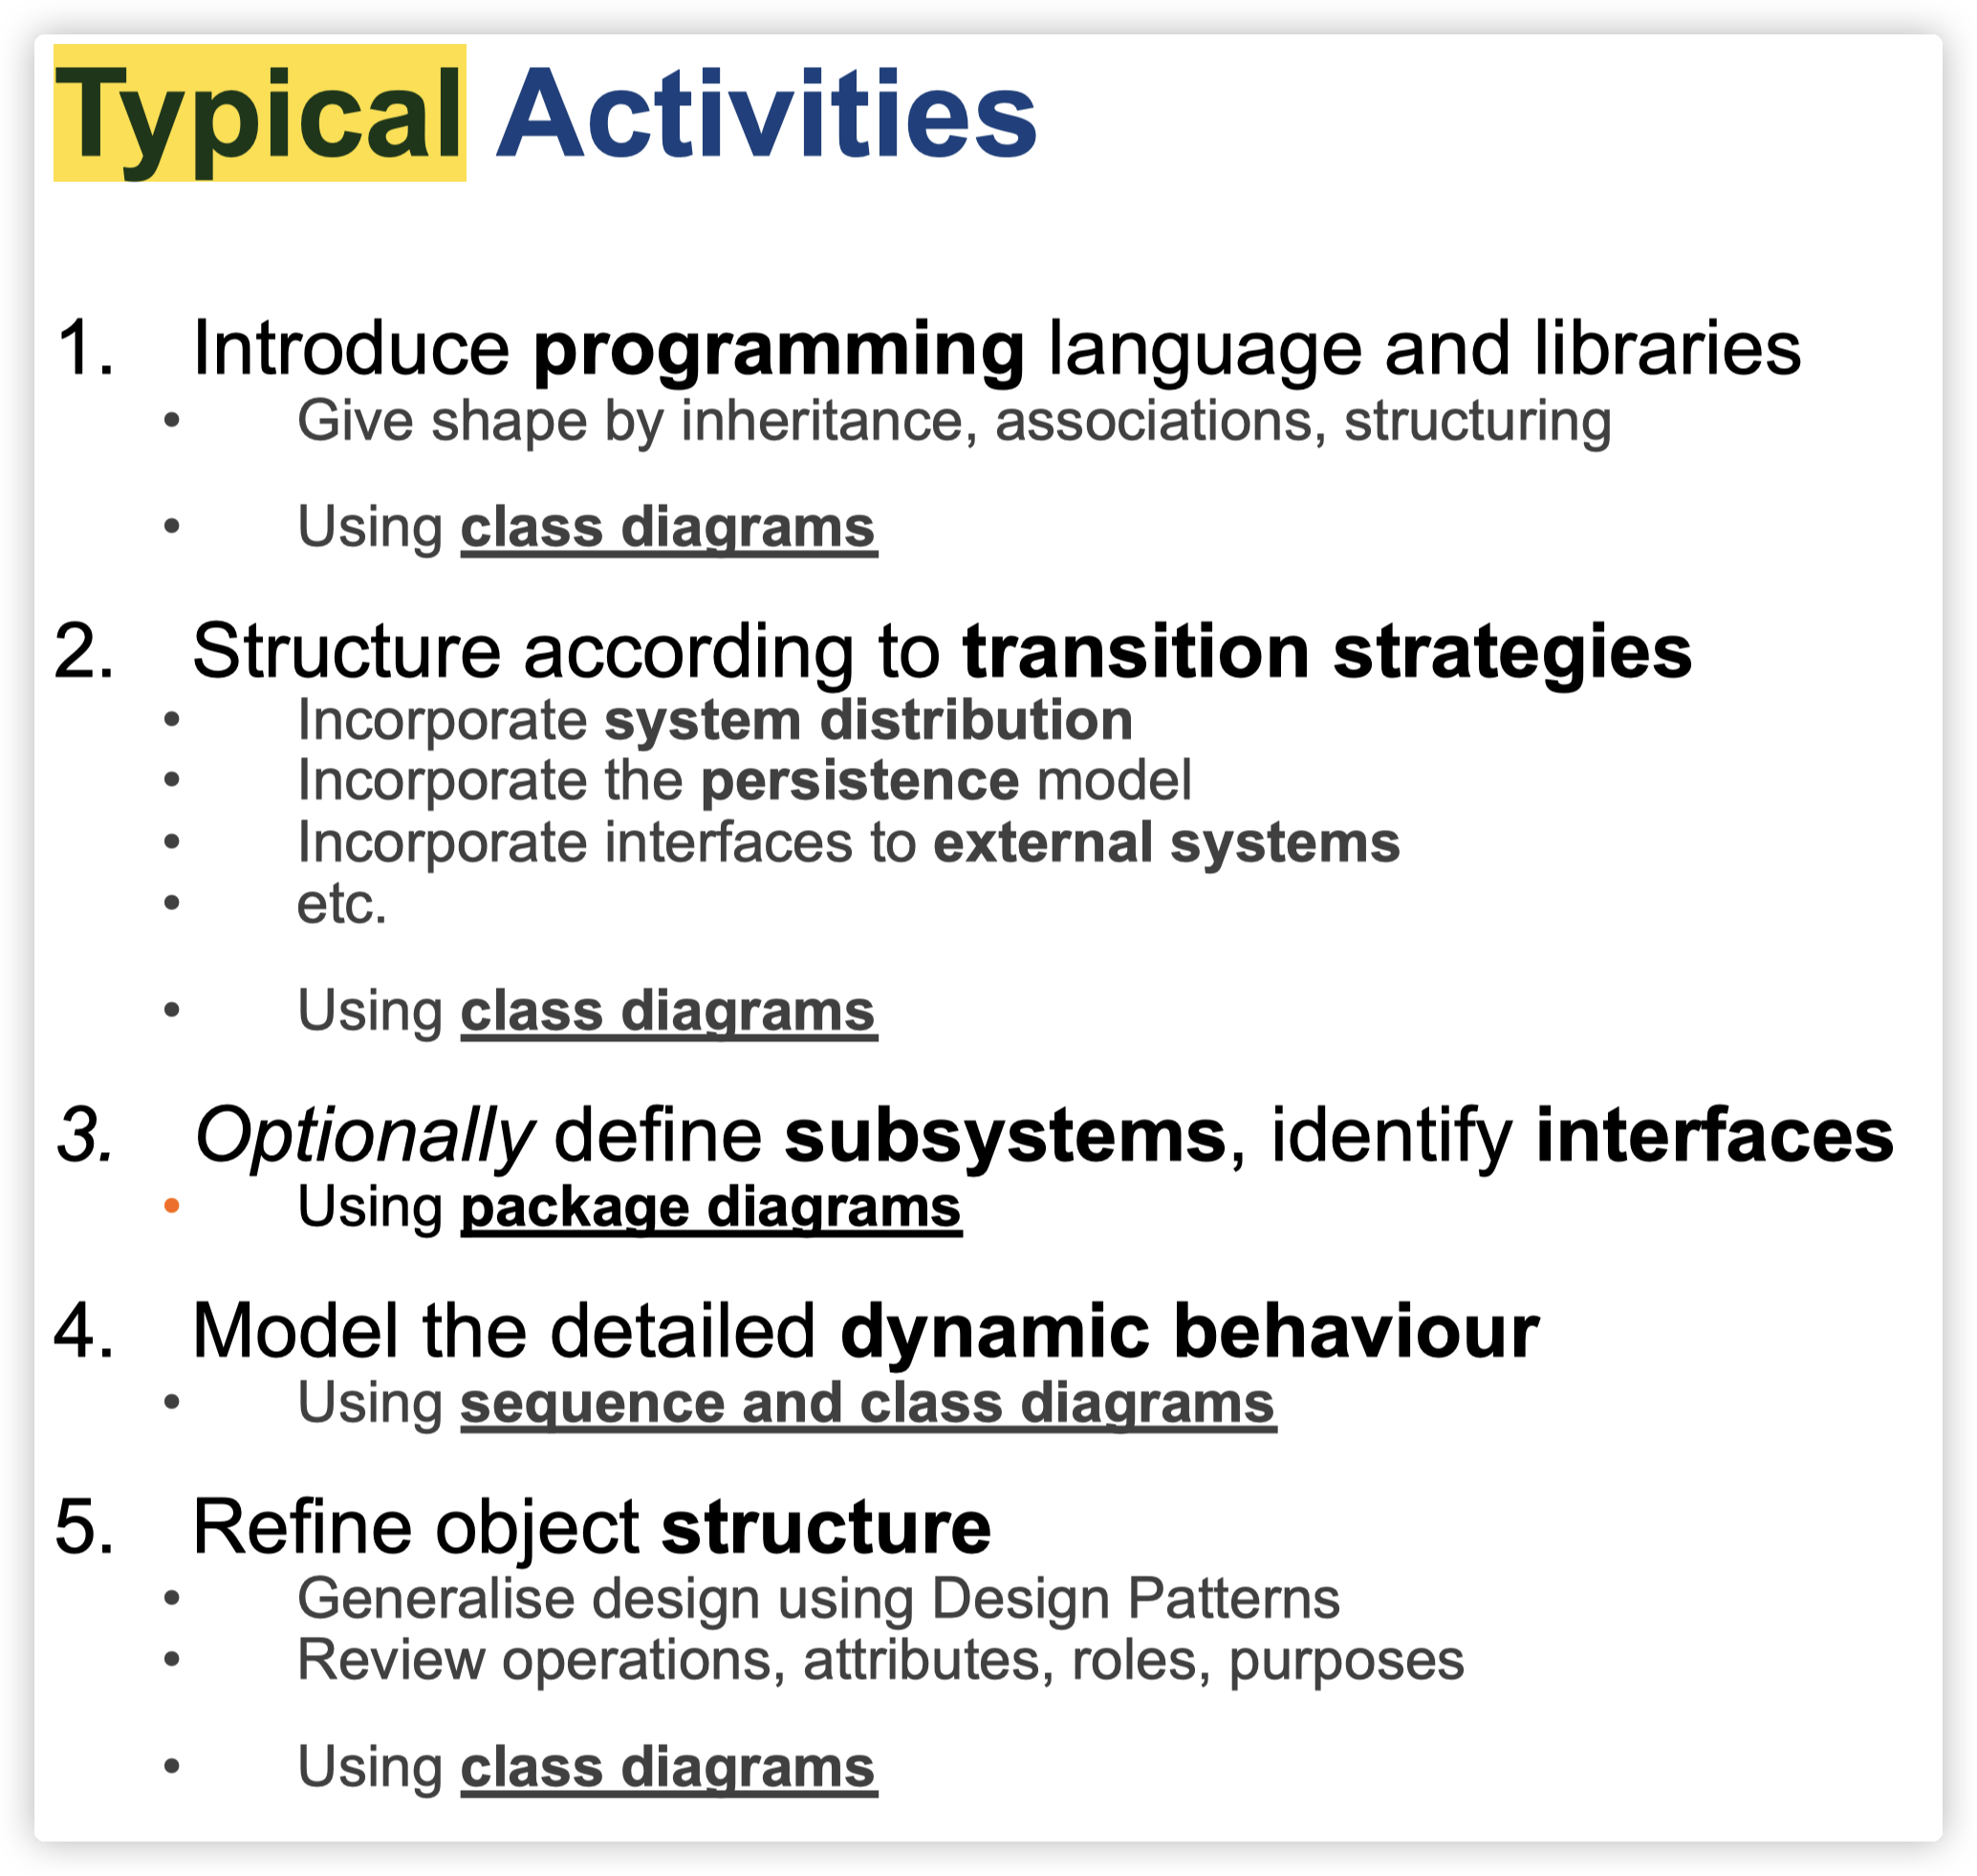 Typical Activities
1. Introduce programming language and libraries
• Give shape by inheritance, associations, structuring
• Using class diagrams
2. Structure according to transition strategies
• Incorporate system distribution
• Incorporate the persistence model
• Incorporate interfaces to external systems
• etc.
• Using class diagrams
3. Optionally define subsystems, identify interfaces
• Using package diagrams
4. Model the detailed dynamic behaviour
• Using sequence and class diagrams
5. Refine object structure
• Generalise design using Design Patterns
• Review operations, attributes, roles, purposes
• Using class diagrams